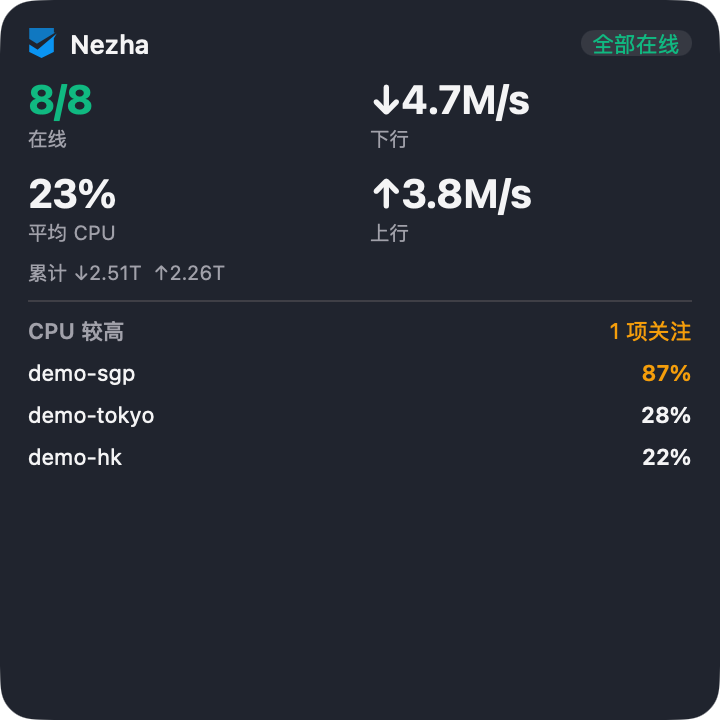 Nezha 全部在线
8/8 ↓4.7M/s
在线 下行
23% ↑3.8M/s
平均 CPU 上行
累计 ↓2.51T ↑2.26T
CPU 较高 1 项关注
demo-sgp 87%
demo-tokyo 28%
demo-hk 22%